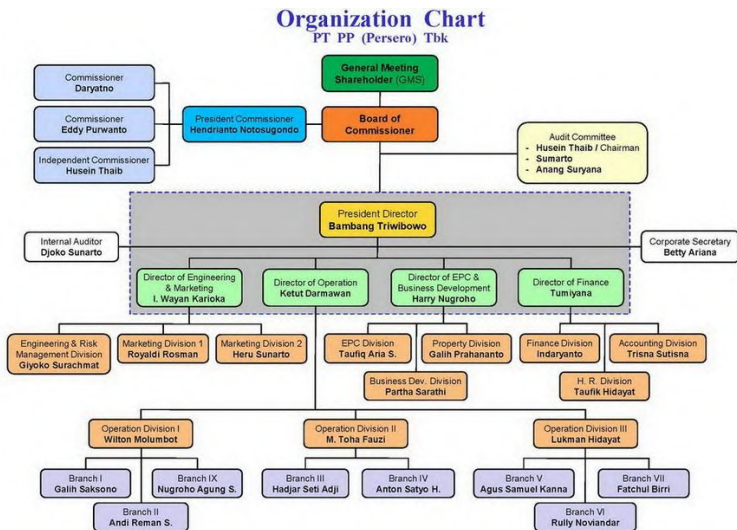 Organization Chart
PT PP (Persero) Tbk
General Meeting
Shareholder (GMS)
Commissioner
Daryatno
Commissioner
Eddy Purwanto
Independent Commissioner
Husein Thaib
President Commissioner
Hendrianto Notosugondo
Board of
Commissioner
Audit Committee
- Husein Thaib / Chairman
- Sumarto
- Anang Suryana
President Director
Bambang Triwibowo
Internal Auditor
Djoko Sunarto
Corporate Secretary
Betty Ariana
Director of Engineering
& Marketing
I. Wayan Karioka
Director of Operation
Ketut Darmawan
Director of EPC &
Business Development
Harry Nugroho
Director of Finance
Tumiyana
Engineering & Risk
Management Division
Giyoko Surachmat
Marketing Division 1
Royaldi Rosman
Marketing Division 2
Heru Sunarto
EPC Division
Taufiq Aria S.
Property Division
Galih Prahananto
Finance Division
Indaryanto
Accounting Division
Trisna Sutisna
Business Dev. Division
Partha Sarathi
H. R. Division
Taufik Hidayat
Operation Division I
Wilton Molumbot
Operation Division II
M. Toha Fauzi
Operation Division III
Lukman Hidayat
Branch I
Galih Saksono
Branch IX
Nugroho Agung S.
Branch III
Hadjar Seti Adji
Branch IV
Anton Satyo H.
Branch V
Agus Samuel Kanna
Branch VII
Fatchul Birri
Branch II
Andi Reman S.
Branch VI
Rully Noviandar